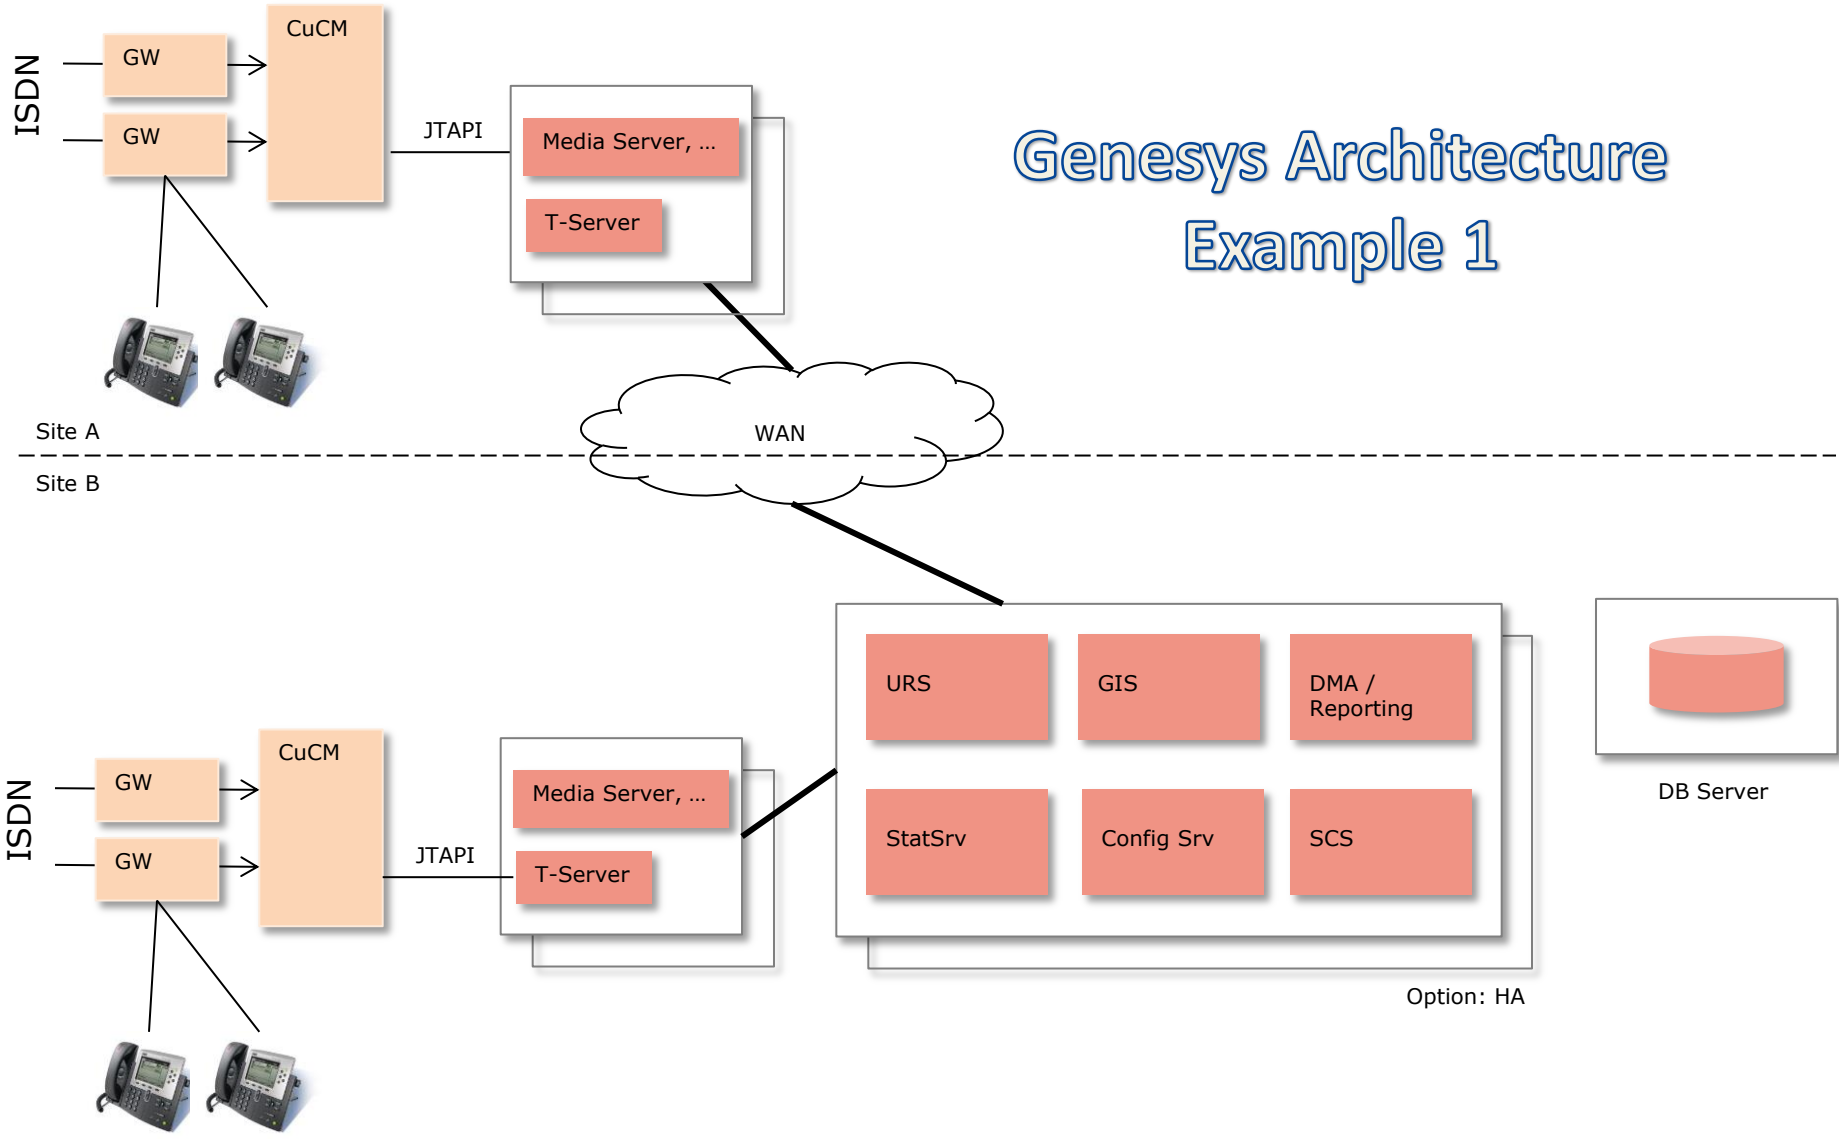 CuCM
GW
GW
ISDN
JTAPI
Media Server, ...
T-Server
Genesys Architecture
Example 1
Site A
WAN
Site B
URS
GIS
DMA /
Reporting
StatSrv
Config Srv
SCS
DB Server
Option: HA
CuCM
GW
GW
ISDN
JTAPI
Media Server, ...
T-Server